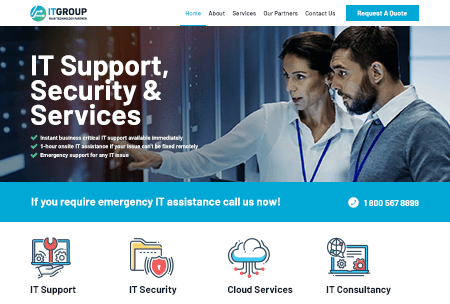 ITGROUP
YOUR TECHNOLOGY PARTNER
Home About Services Our Partners Contact Us Request A Quote
IT Support,
Security &
Services
Instant business critical IT support available immediately
1-hour onsite IT assistance if your issue can't be fixed remotely
Emergency support for any IT issue
If you require emergency IT assistance call us now! 1 800 567 8899
IT Support IT Security Cloud Services IT Consultancy